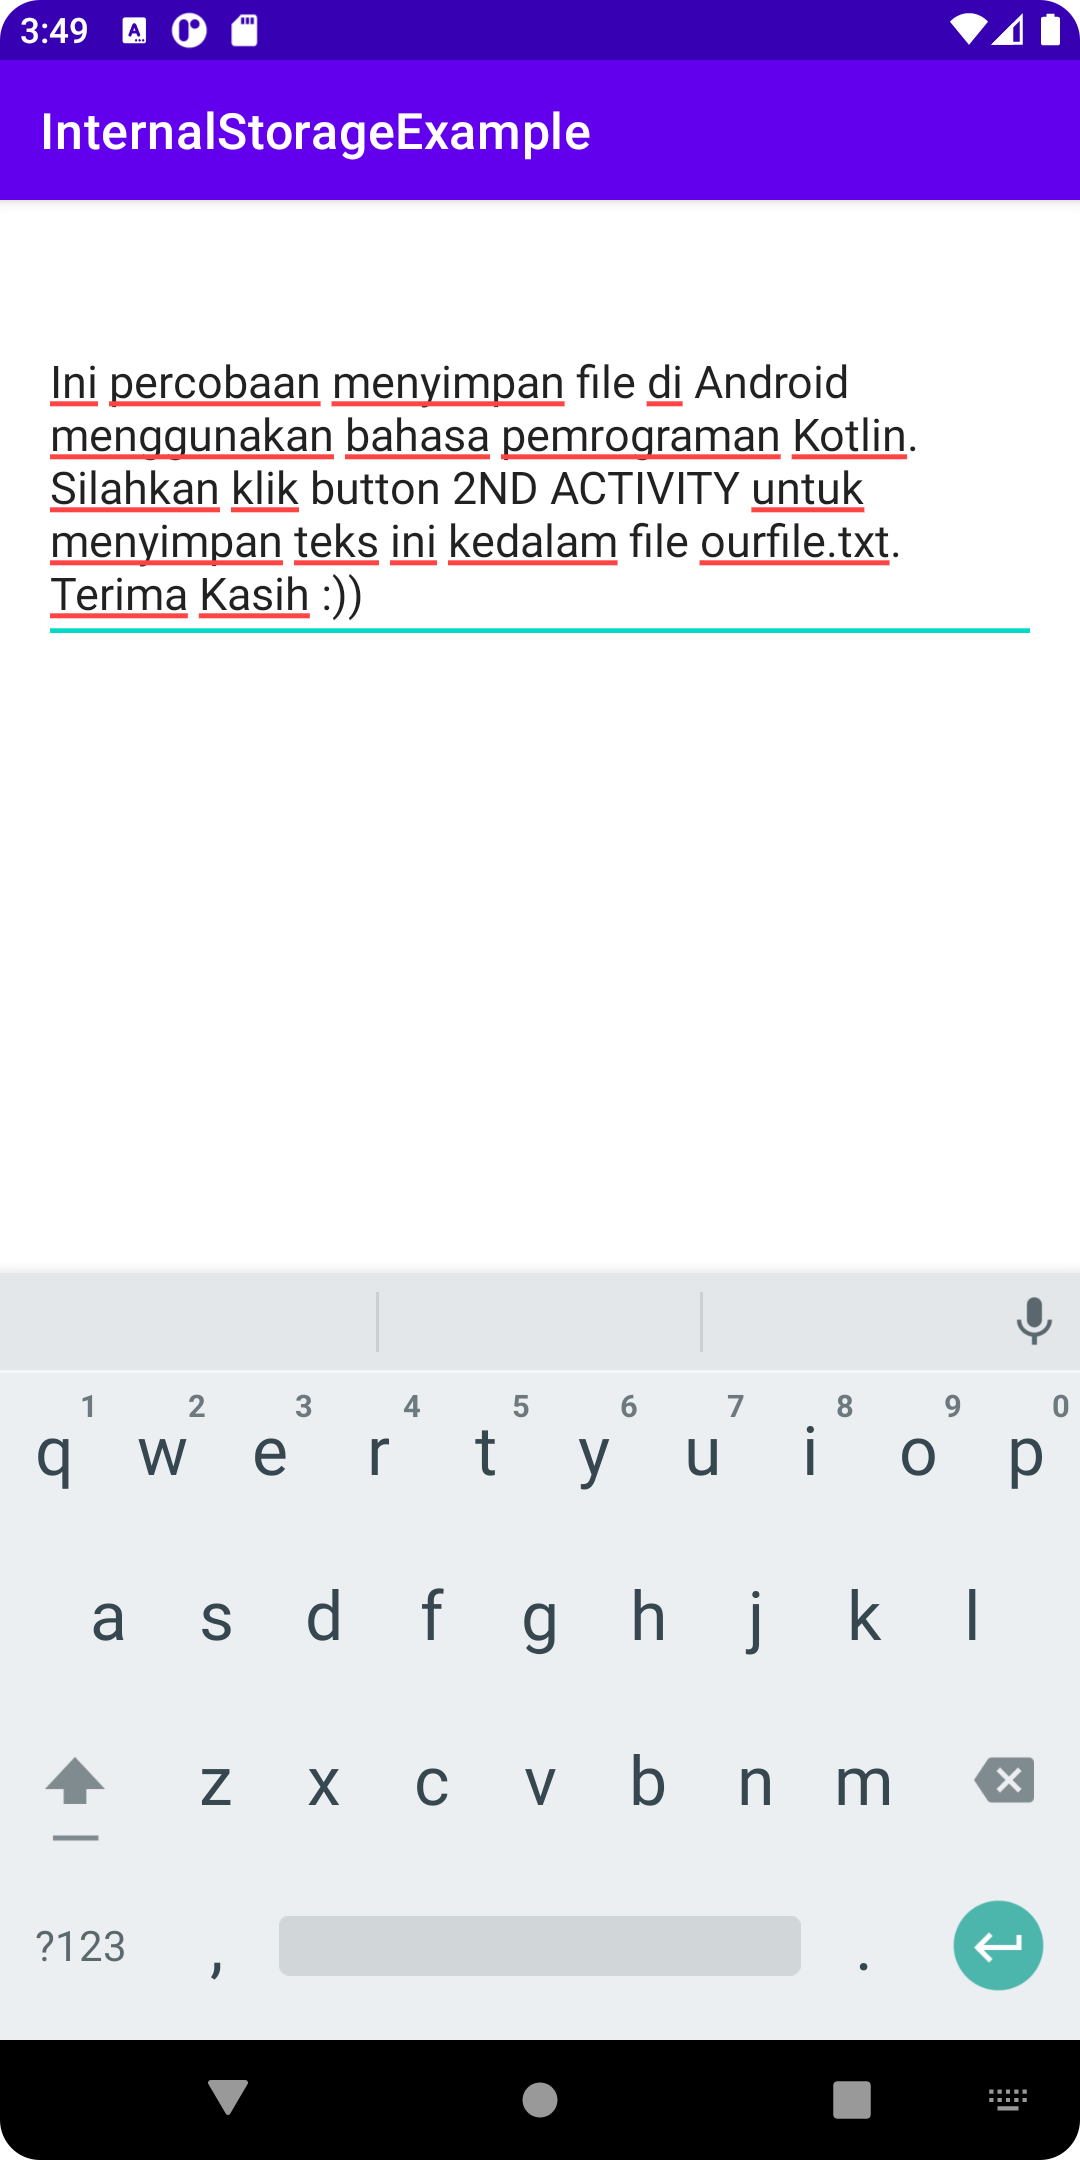 3:49
InternalStorageExample
Ini percobaan menyimpan file di Android
menggunakan bahasa pemrograman Kotlin.
Silahkan klik button 2ND ACTIVITY untuk
menyimpan teks ini kedalam file ourfile.txt.
Terima Kasih :))
1 2 3 4 5 6 7 8 9 0
q w e r t y u i o p
a s d f g h j k l
z x c v b n m
?123 , .